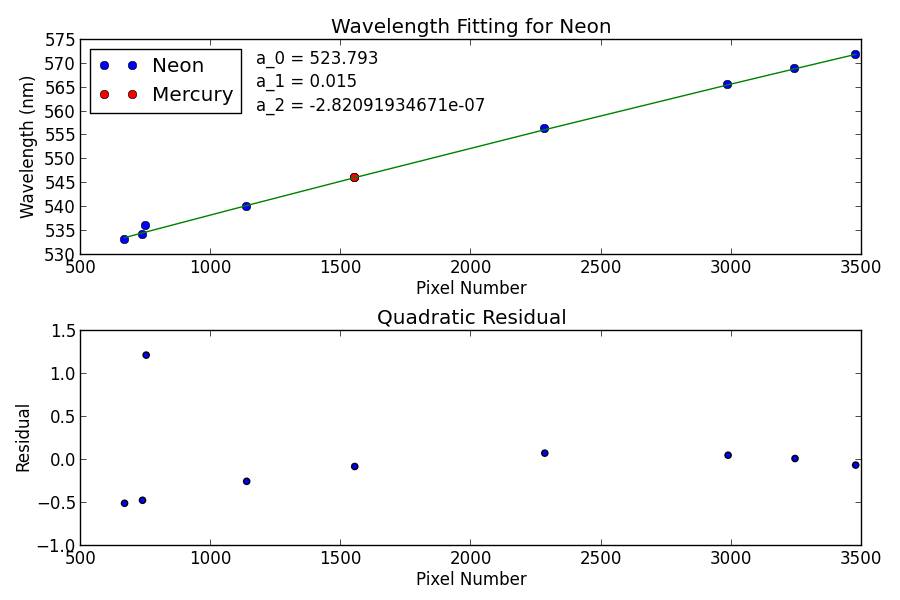 Wavelength Fitting for Neon
Wavelength (nm)
575
570
565
560
555
550
545
540
535
530
Neon
Mercury
a_0 = 523.793
a_1 = 0.015
a_2 = -2.82091934671e-07
500 1000 1500 2000 2500 3000 3500
Pixel Number
Quadratic Residual
Residual
1.5
1.0
0.5
0.0
−0.5
−1.0
500 1000 1500 2000 2500 3000 3500
Pixel Number